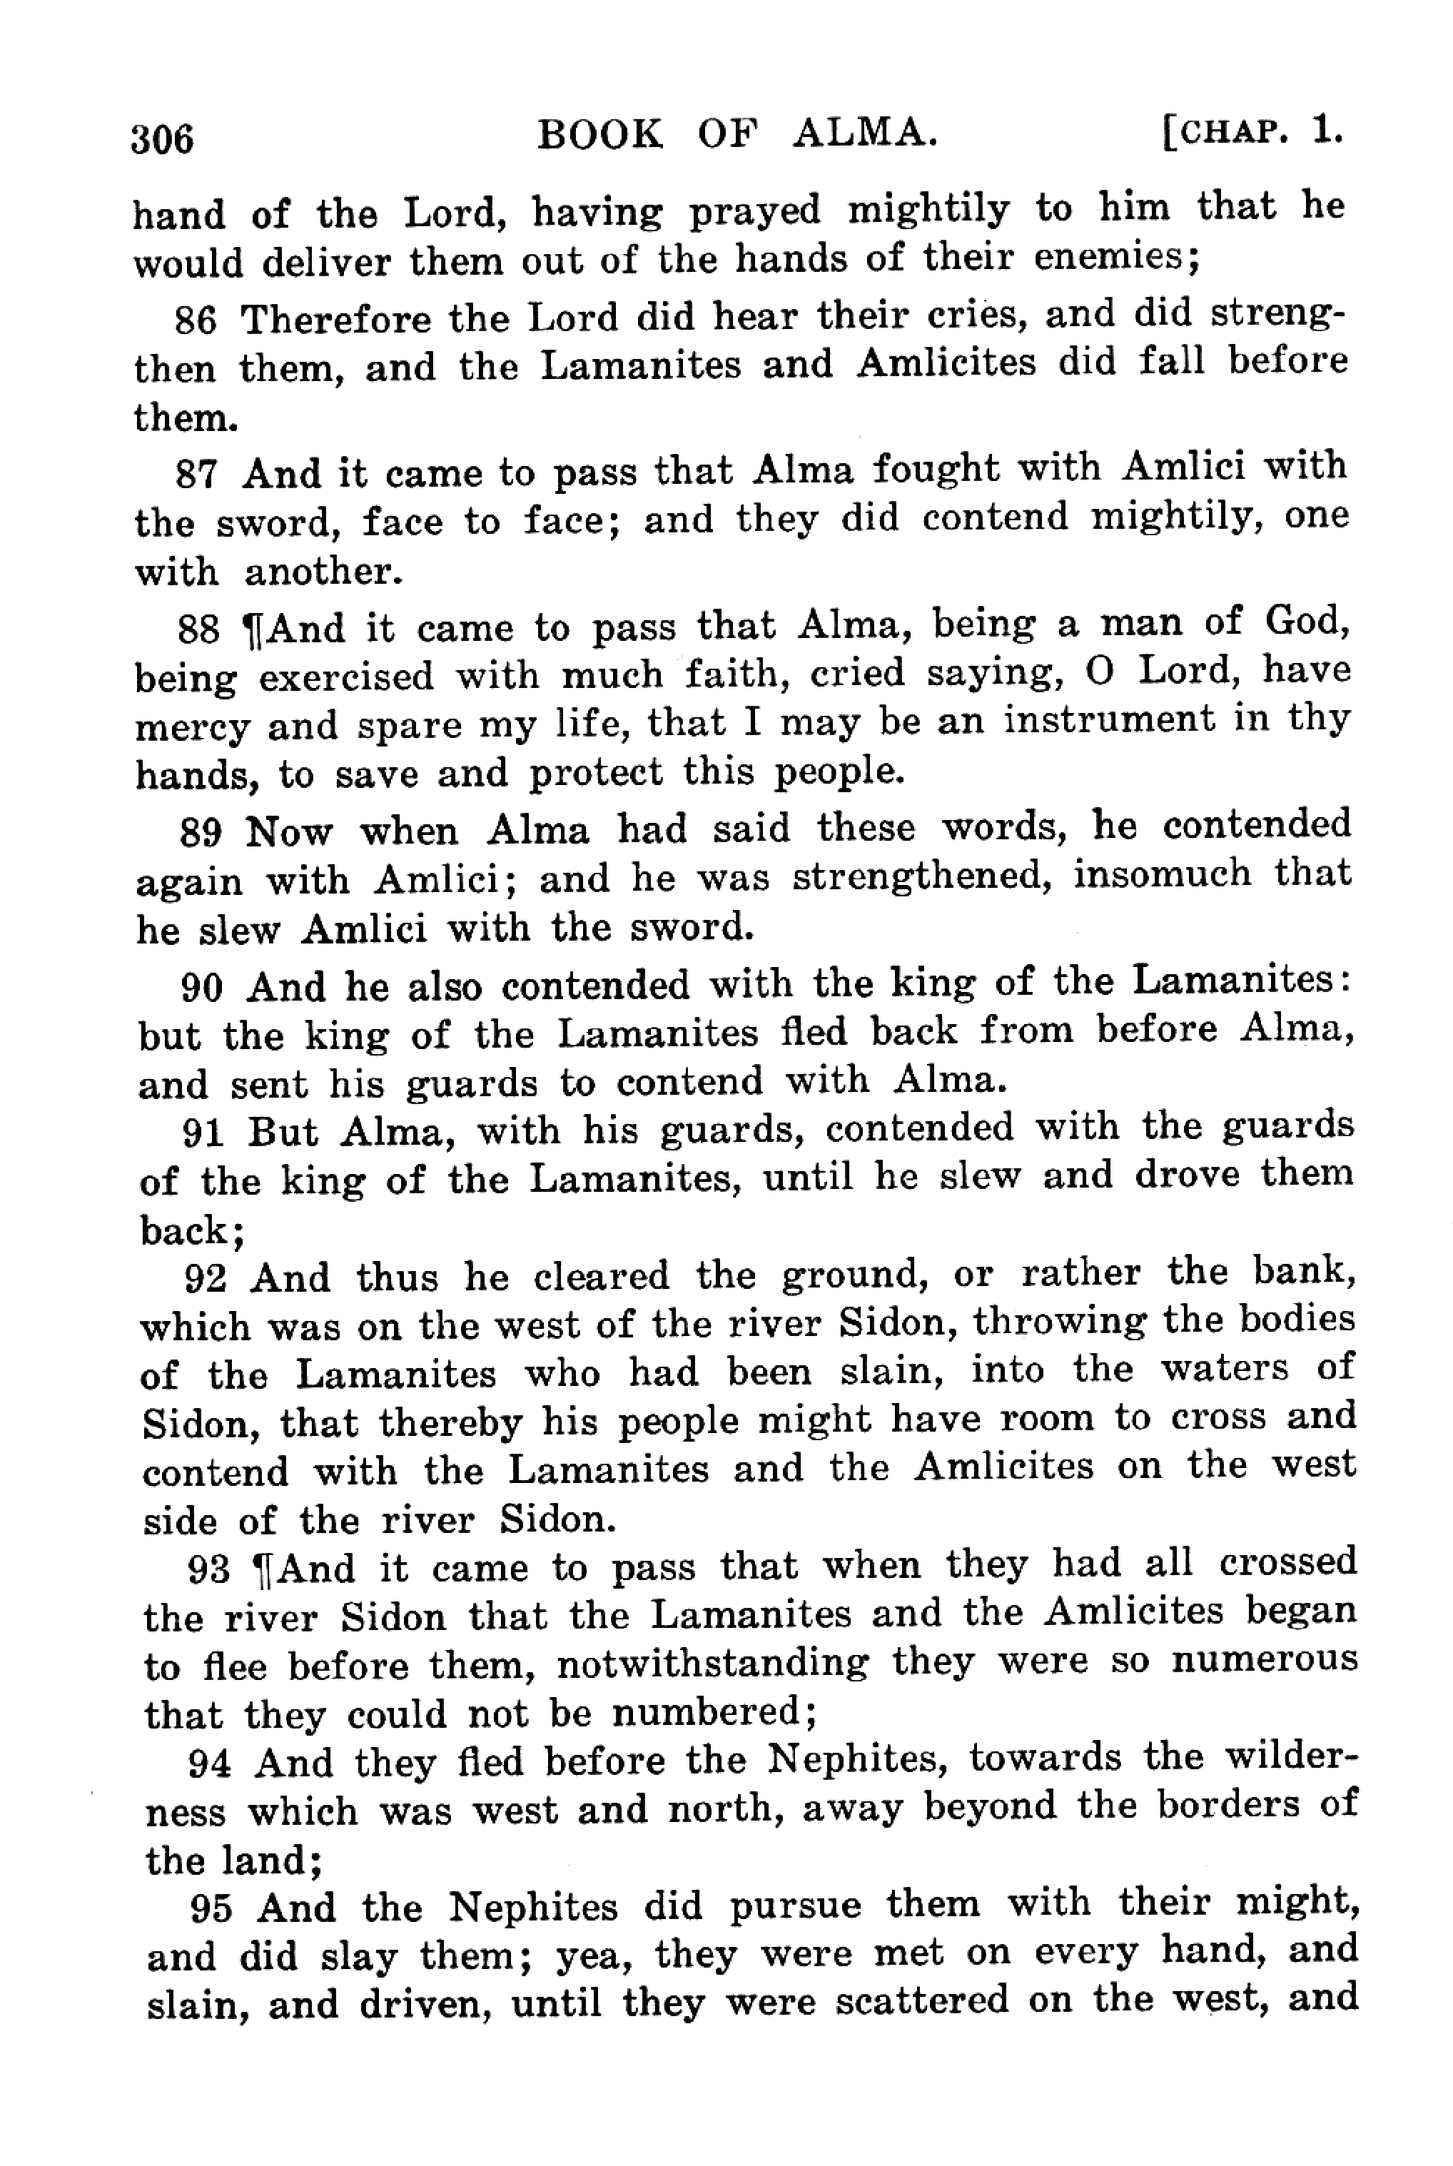 306 BOOK OF ALMA. [CHAP. 1.
hand of the Lord, having prayed mightily to him that he
would deliver them out of the hands of their enemies;
86 Therefore the Lord did hear their cries, and did streng-
then them, and the Lamanites and Amlicites did fall before
them.
87 And it came to pass that Alma fought with Amlici with
the sword, face to face; and they did contend mightily, one
with another.
88 ¶And it came to pass that Alma, being a man of God,
being exercised with much faith, cried saying, O Lord, have
mercy and spare my life, that I may be an instrument in thy
hands, to save and protect this people.
89 Now when Alma had said these words, he contended
again with Amlici; and he was strengthened, insomuch that
he slew Amlici with the sword.
90 And he also contended with the king of the Lamanites:
but the king of the Lamanites fled back from before Alma,
and sent his guards to contend with Alma.
91 But Alma, with his guards, contended with the guards
of the king of the Lamanites, until he slew and drove them
back;
92 And thus he cleared the ground, or rather the bank,
which was on the west of the river Sidon, throwing the bodies
of the Lamanites who had been slain, into the waters of
Sidon, that thereby his people might have room to cross and
contend with the Lamanites and the Amlicites on the west
side of the river Sidon.
93 ¶And it came to pass that when they had all crossed
the river Sidon that the Lamanites and the Amlicites began
to flee before them, notwithstanding they were so numerous
that they could not be numbered;
94 And they fled before the Nephites, towards the wilder-
ness which was west and north, away beyond the borders of
the land;
95 And the Nephites did pursue them with their might,
and did slay them; yea, they were met on every hand, and
slain, and driven, until they were scattered on the west, and